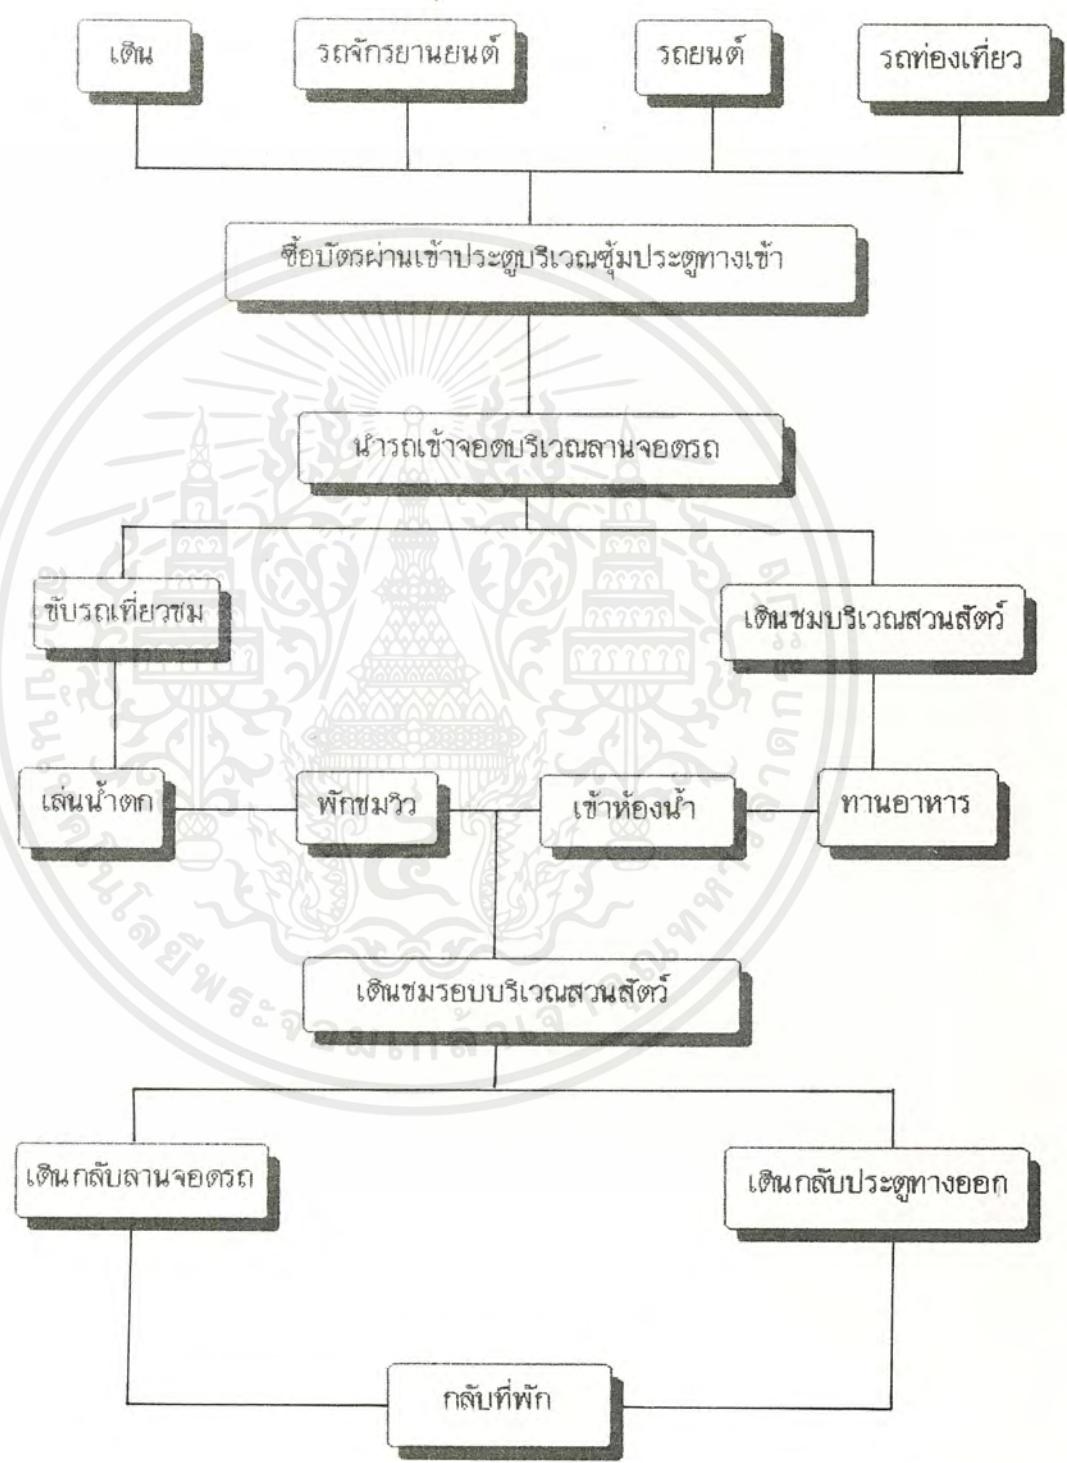 เดิน
รถจักรยานยนต์
รถยนต์
รถท่องเที่ยว
ซื้อบัตรผ่านเข้าประตูบริเวณซุ้มประตูทางเข้า
นำรถเข้าจอดบริเวณลานจอดรถ
ขับรถเที่ยวชม
เดินชมบริเวณสวนสัตว์
เล่นน้ำตก
พักชมวิว
เข้าห้องน้ำ
ทานอาหาร
เดินชมรอบบริเวณสวนสัตว์
เดินกลับลานจอดรถ
เดินกลับประตูทางออก
กลับที่พัก